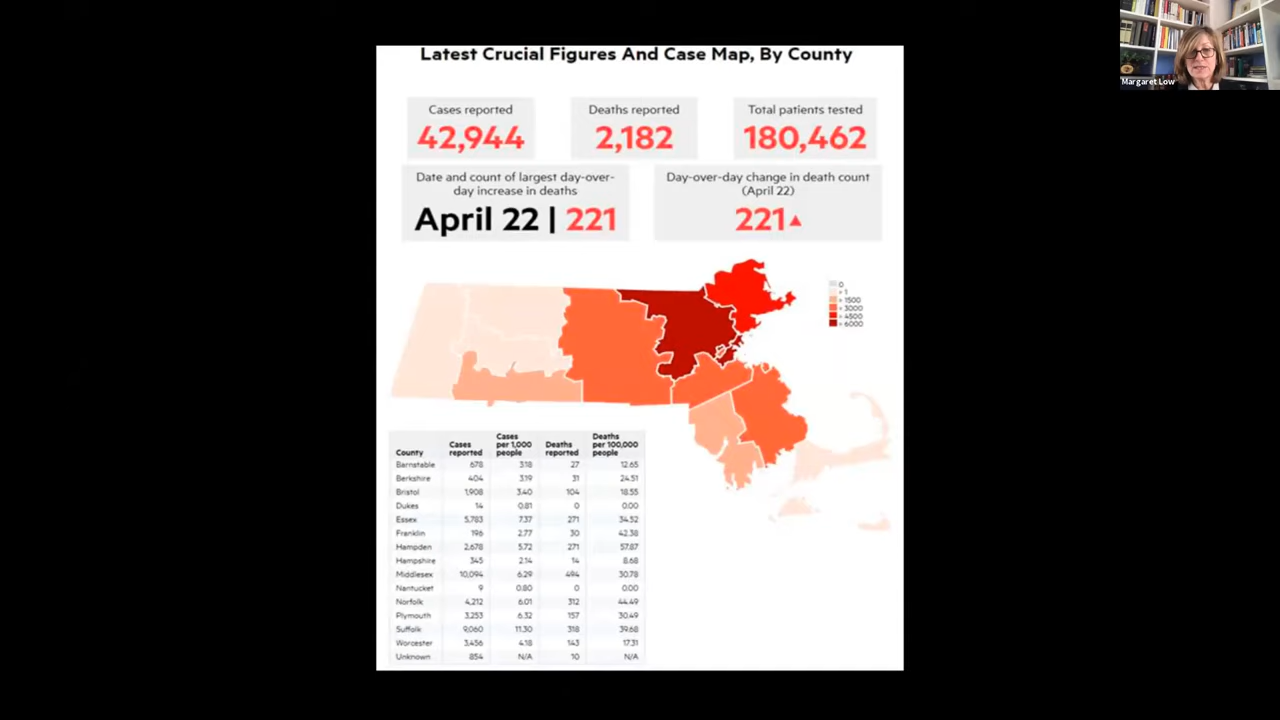 Latest Crucial Figures And Case Map, By County
Margaret Low
Cases reported
42,944
Deaths reported
2,182
Total patients tested
180,462
Date and count of largest day-over-
day increase in deaths
April 22 | 221
Day-over-day change in death count
(April 22)
221▲
0
> 1
> 1500
> 3000
> 4500
> 6000
County Cases reported Cases per 1,000 people Deaths reported Deaths per 100,000 people
Barnstable 678 3.18 27 12.65
Berkshire 404 3.19 31 24.51
Bristol 1,908 3.40 104 18.55
Dukes 14 0.81 0 0.00
Essex 5,783 7.37 271 34.52
Franklin 196 2.77 30 42.38
Hampden 2,678 5.72 271 57.87
Hampshire 345 2.14 14 8.68
Middlesex 10,094 6.29 494 30.78
Nantucket 9 0.80 0 0.00
Norfolk 4,212 6.01 312 44.49
Plymouth 3,253 6.32 157 30.49
Suffolk 9,060 11.30 318 39.68
Worcester 3,456 4.18 143 17.31
Unknown 854 N/A 10 N/A